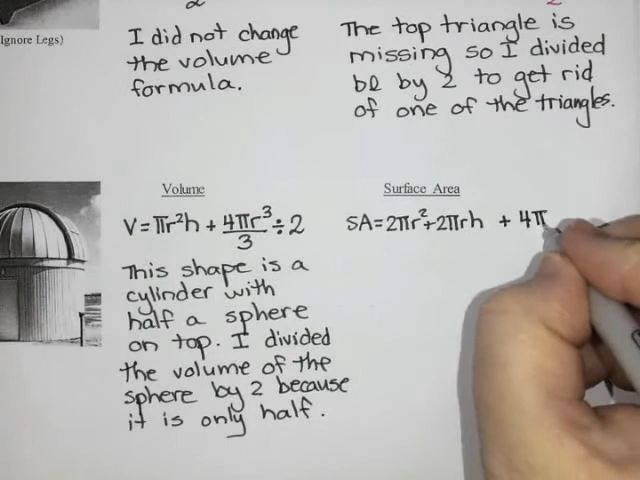 Ignore Legs)
2
I did not change
the volume
formula.
2
The top triangle is
missing so I divided
bl by 2 to get rid
of one of the triangles.
Volume
V = πr²h + 4πr³/3 ÷ 2
This shape is a
cylinder with
half a sphere
on top. I divided
the volume of the
sphere by 2 because
it is only half.
Surface Area
SA = 2πr² + 2πrh + 4π